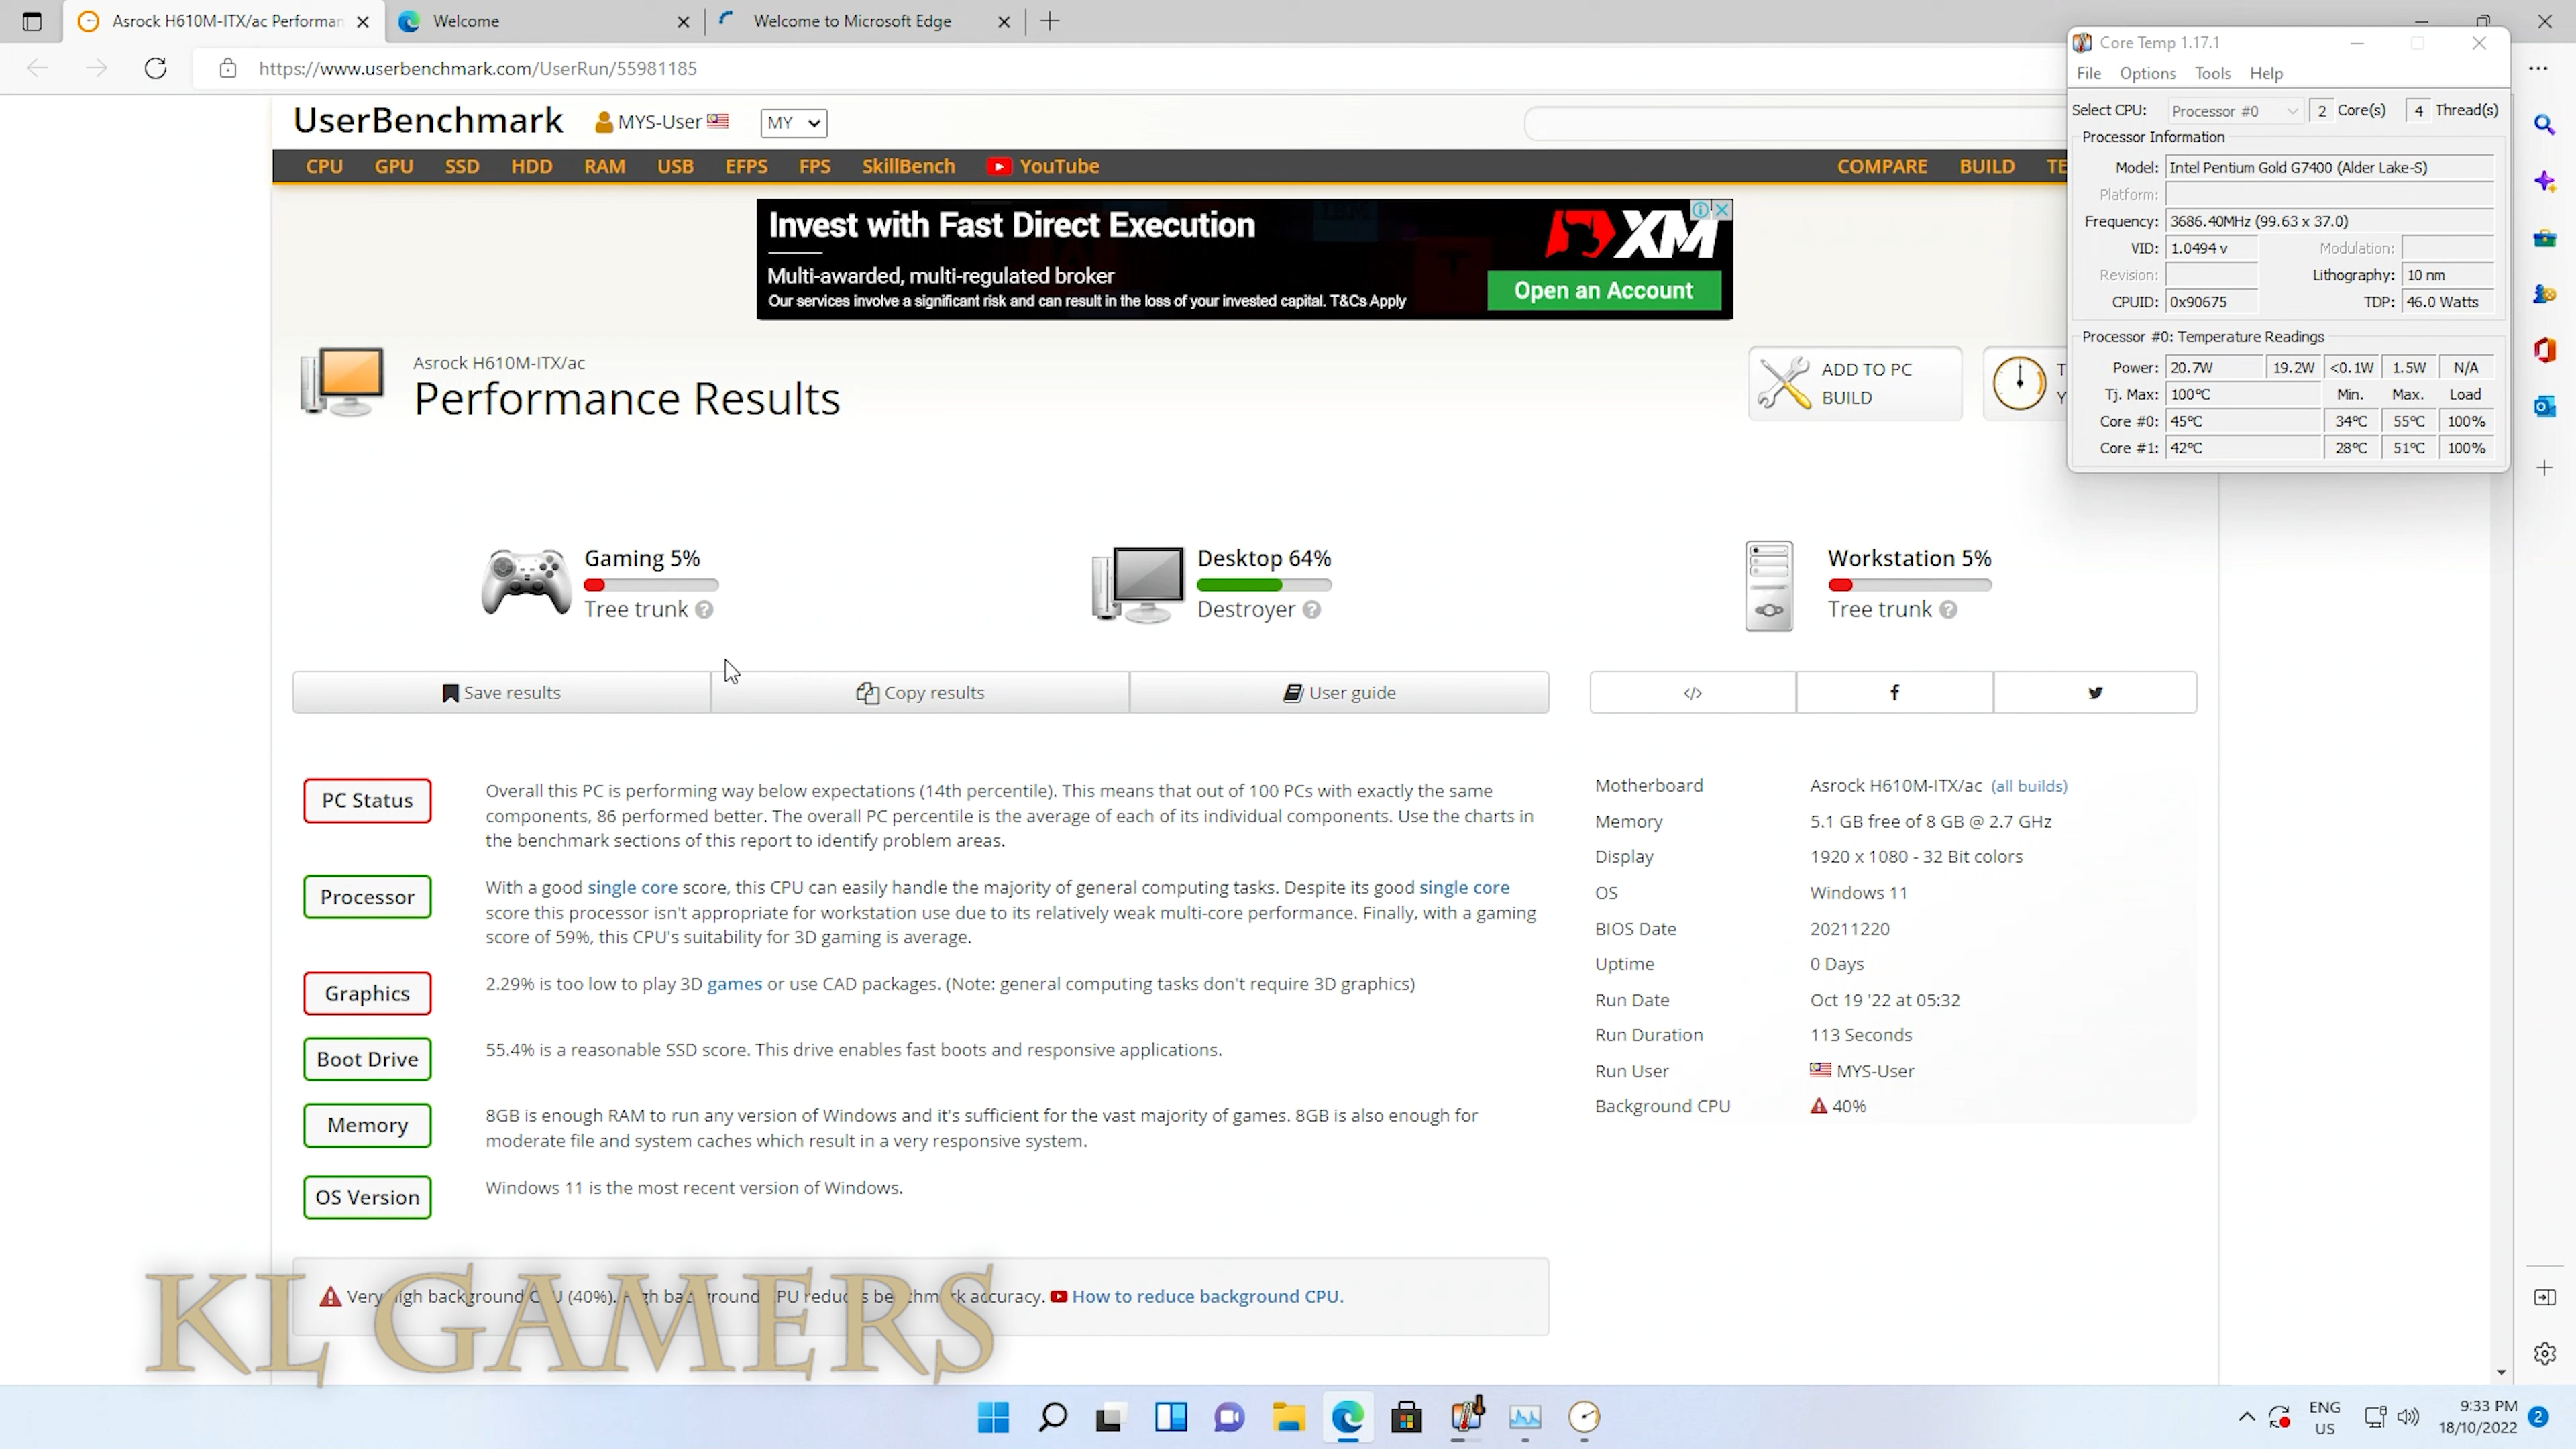 Asrock H610M-ITX/ac Performan
Welcome
Welcome to Microsoft Edge
https://www.userbenchmark.com/UserRun/55981185
UserBenchmark
MYS-User
MY
CPU GPU SSD HDD RAM USB EFPS FPS SkillBench YouTube
COMPARE BUILD TE
Invest with Fast Direct Execution
Multi-awarded, multi-regulated broker
Our services involve a significant risk and can result in the loss of your invested capital. T&Cs Apply
XM
Open an Account
Asrock H610M-ITX/ac
Performance Results
ADD TO PC
BUILD
T
Y
Gaming 5%
Tree trunk
Desktop 64%
Destroyer
Workstation 5%
Tree trunk
Save results
Copy results
User guide
</>
PC Status
Overall this PC is performing way below expectations (14th percentile). This means that out of 100 PCs with exactly the same
components, 86 performed better. The overall PC percentile is the average of each of its individual components. Use the charts in
the benchmark sections of this report to identify problem areas.
Processor
With a good single core score, this CPU can easily handle the majority of general computing tasks. Despite its good single core
score this processor isn't appropriate for workstation use due to its relatively weak multi-core performance. Finally, with a gaming
score of 59%, this CPU's suitability for 3D gaming is average.
Graphics
2.29% is too low to play 3D games or use CAD packages. (Note: general computing tasks don't require 3D graphics)
Boot Drive
55.4% is a reasonable SSD score. This drive enables fast boots and responsive applications.
Memory
8GB is enough RAM to run any version of Windows and it's sufficient for the vast majority of games. 8GB is also enough for
moderate file and system caches which result in a very responsive system.
OS Version
Windows 11 is the most recent version of Windows.
Motherboard Asrock H610M-ITX/ac (all builds)
Memory 5.1 GB free of 8 GB @ 2.7 GHz
Display 1920 x 1080 - 32 Bit colors
OS Windows 11
BIOS Date 20211220
Uptime 0 Days
Run Date Oct 19 '22 at 05:32
Run Duration 113 Seconds
Run User MYS-User
Background CPU 40%
Very high background CPU (40%). High background CPU reduces benchmark accuracy. How to reduce background CPU.
KL GAMERS
Core Temp 1.17.1
File Options Tools Help
Select CPU: Processor #0 2 Core(s) 4 Thread(s)
Processor Information
Model: Intel Pentium Gold G7400 (Alder Lake-S)
Platform:
Frequency: 3686.40MHz (99.63 x 37.0)
VID: 1.0494 v Modulation:
Revision: Lithography: 10 nm
CPUID: 0x90675 TDP: 46.0 Watts
Processor #0: Temperature Readings
Power: 20.7W 19.2W <0.1W 1.5W N/A
Tj. Max: 100°C Min. Max. Load
Core #0: 45°C 34°C 55°C 100%
Core #1: 42°C 28°C 51°C 100%
ENG
US
9:33 PM
18/10/2022
2